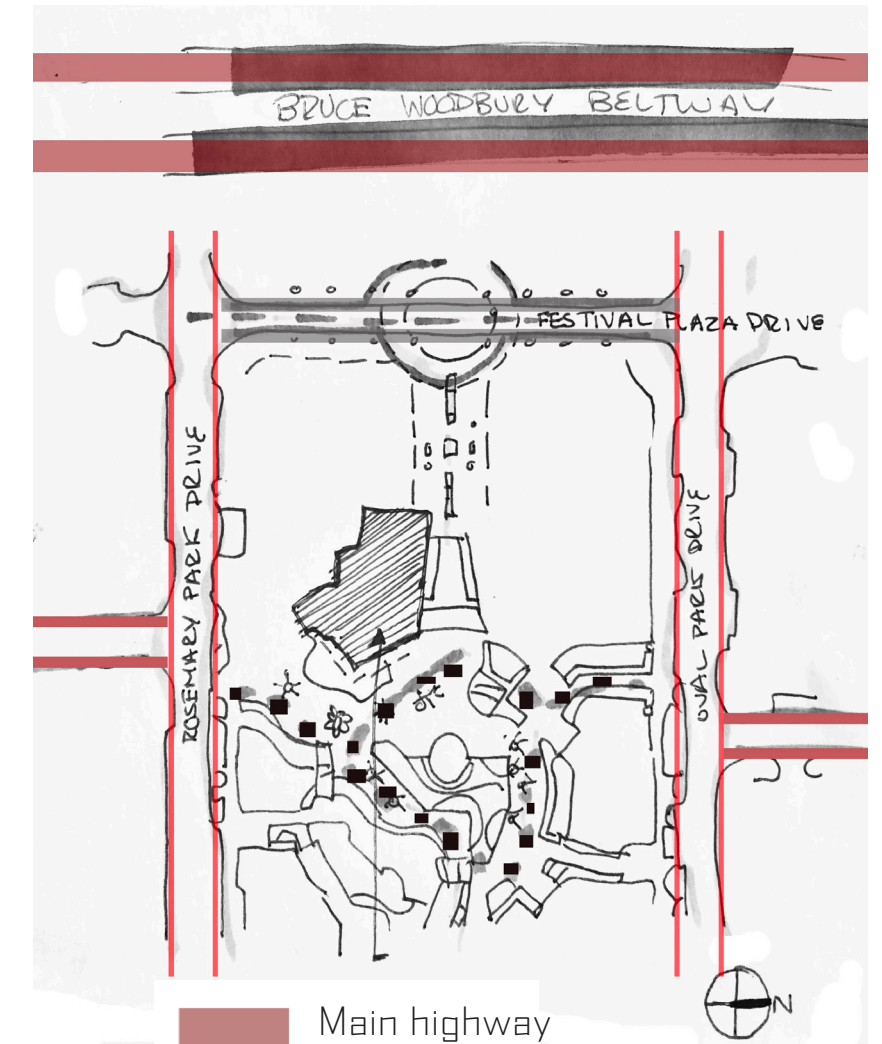 BRUCE WOODBURY BELTWAY
FESTIVAL PLAZA DRIVE
ROSEMARY PARK DRIVE
OVAL PARK DRIVE
N
Main highway